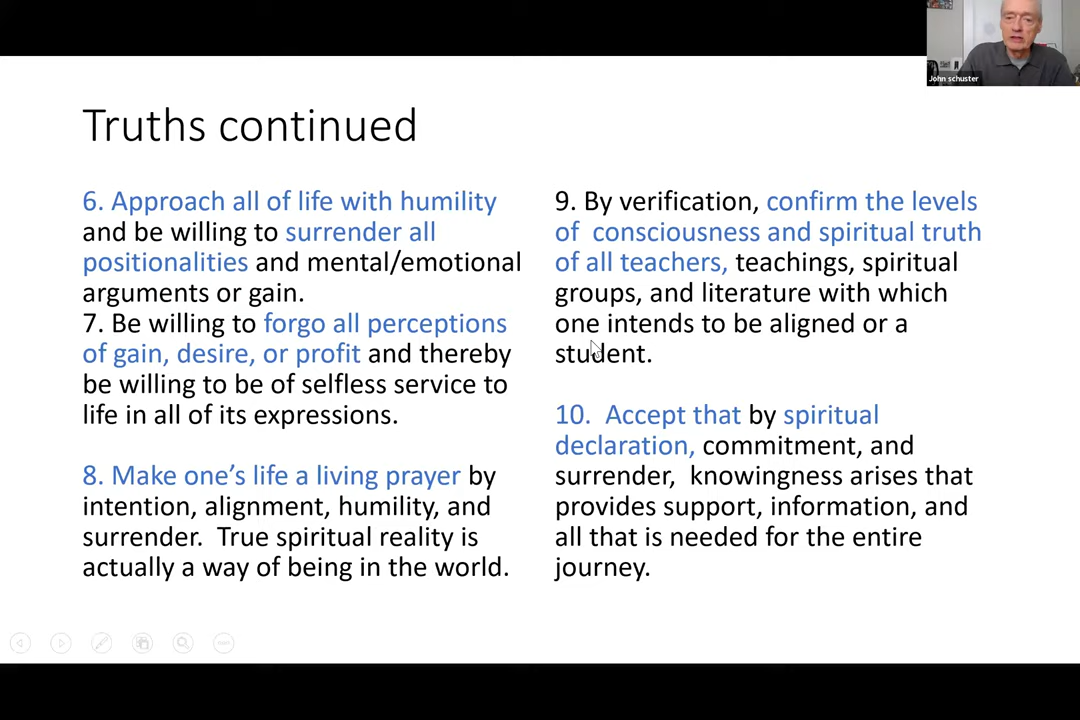 John schuster
Truths continued
6. Approach all of life with humility
and be willing to surrender all
positionalities and mental/emotional
arguments or gain.
7. Be willing to forgo all perceptions
of gain, desire, or profit and thereby
be willing to be of selfless service to
life in all of its expressions.
8. Make one’s life a living prayer by
intention, alignment, humility, and
surrender.  True spiritual reality is
actually a way of being in the world.
9. By verification, confirm the levels
of  consciousness and spiritual truth
of all teachers, teachings, spiritual
groups, and literature with which
one intends to be aligned or a
student.
10.  Accept that by spiritual
declaration, commitment, and
surrender,  knowingness arises that
provides support, information, and
all that is needed for the entire
journey.